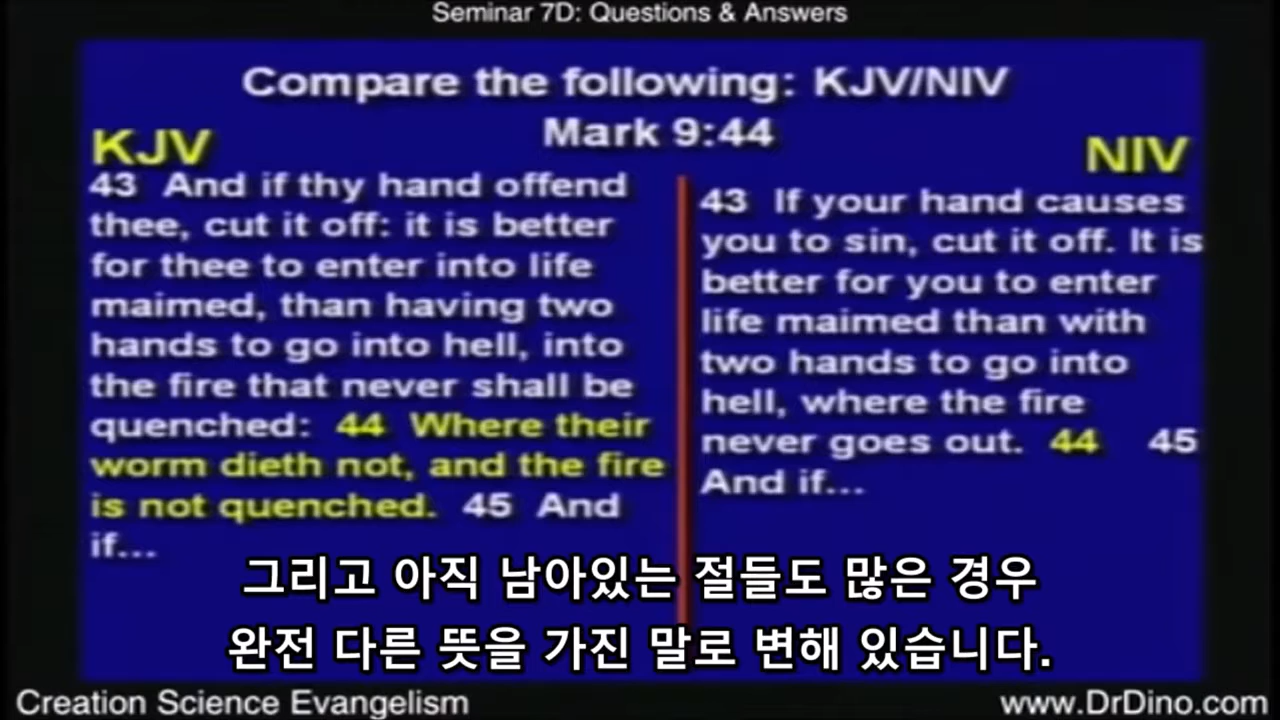 Seminar 7D: Questions & Answers
Compare the following: KJV/NIV
Mark 9:44
KJV
43 And if thy hand offend
thee, cut it off: it is better
for thee to enter into life
maimed, than having two
hands to go into hell, into
the fire that never shall be
quenched: 44 Where their
worm dieth not, and the fire
is not quenched. 45 And
if...
NIV
43 If your hand causes
you to sin, cut it off. It is
better for you to enter
life maimed than with
two hands to go into
hell, where the fire
never goes out. 44 45
And if...
그리고 아직 남아있는 절들도 많은 경우
완전 다른 뜻을 가진 말로 변해 있습니다.
Creation Science Evangelism
www.DrDino.com